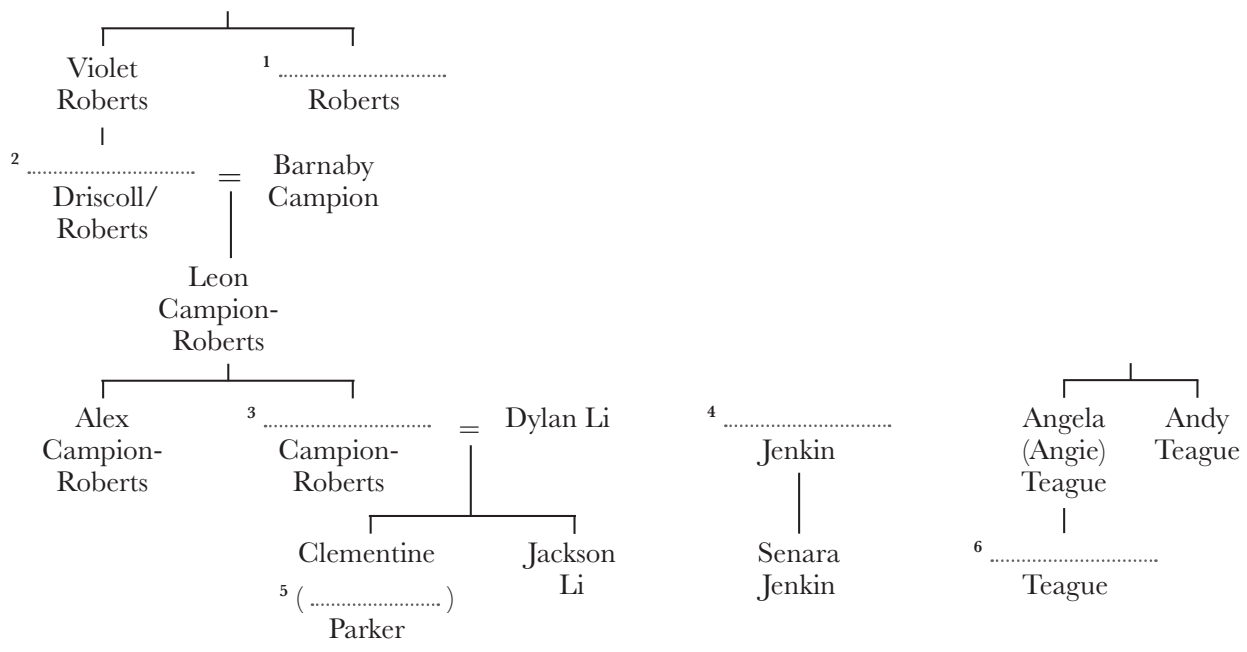 Violet
Roberts
1 ........................
Roberts
2 ........................
Driscoll/
Roberts
=
Barnaby
Campion
Leon
Campion-
Roberts
Alex
Campion-
Roberts
3 ........................
Campion-
Roberts
=
Dylan Li
4 ........................
Jenkin
Angela
(Angie)
Teague
Andy
Teague
Clementine
5 ( .................... )
Parker
Jackson
Li
Senara
Jenkin
6 ........................
Teague